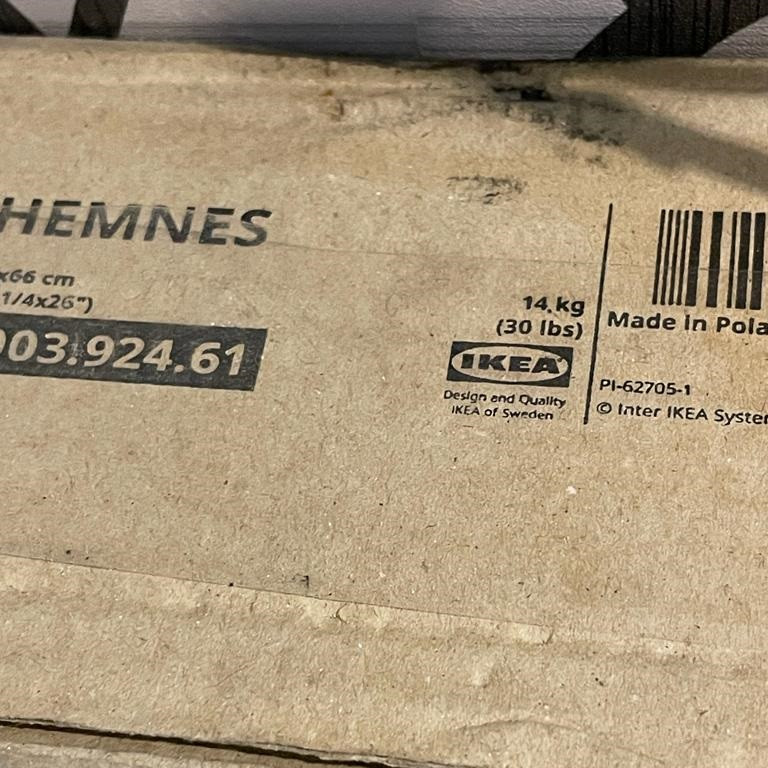 HEMNES
x66 cm
1/4x26")
003.924.61
14 kg
(30 lbs)
IKEA
Design and Quality
IKEA of Sweden
Made in Pola
PI-62705-1
© Inter IKEA System